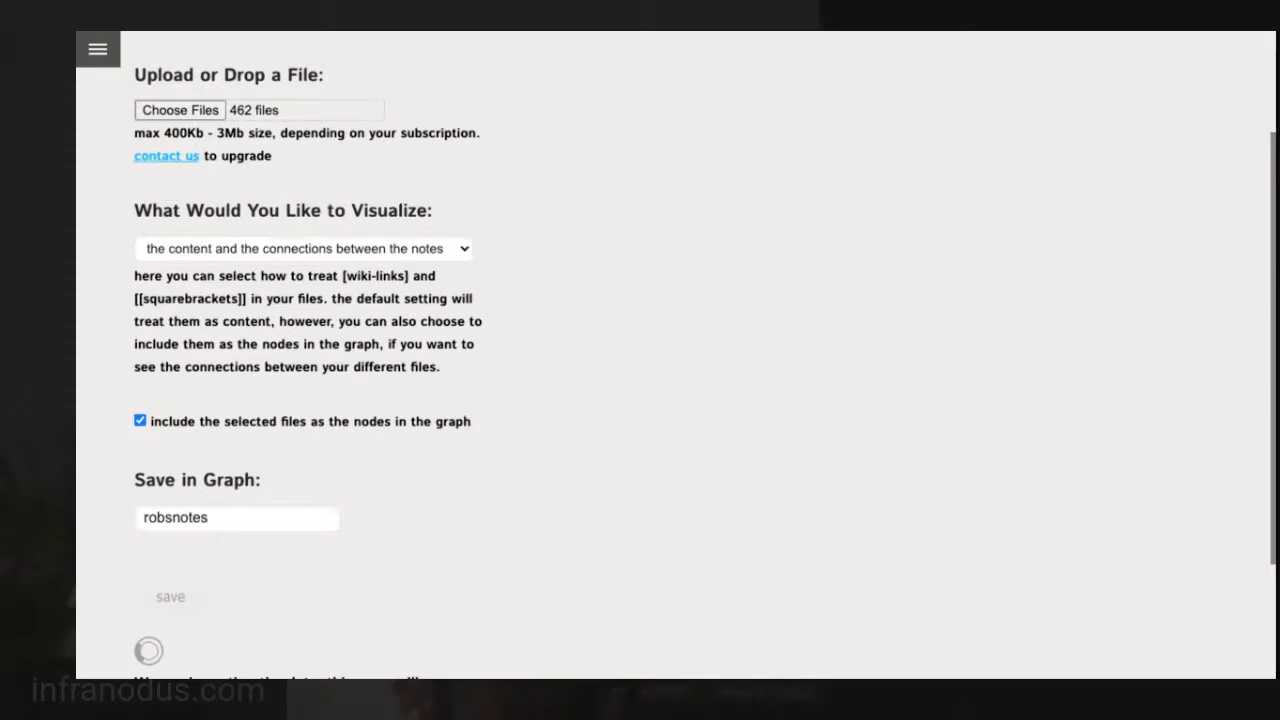 Upload or Drop a File:
Choose Files 462 files
max 400Kb - 3Mb size, depending on your subscription.
contact us to upgrade
What Would You Like to Visualize:
the content and the connections between the notes
here you can select how to treat [wiki-links] and
[[squarebrackets]] in your files. the default setting will
treat them as content, however, you can also choose to
include them as the nodes in the graph, if you want to
see the connections between your different files.
include the selected files as the nodes in the graph
Save in Graph:
robsnotes
save
infranodus.com